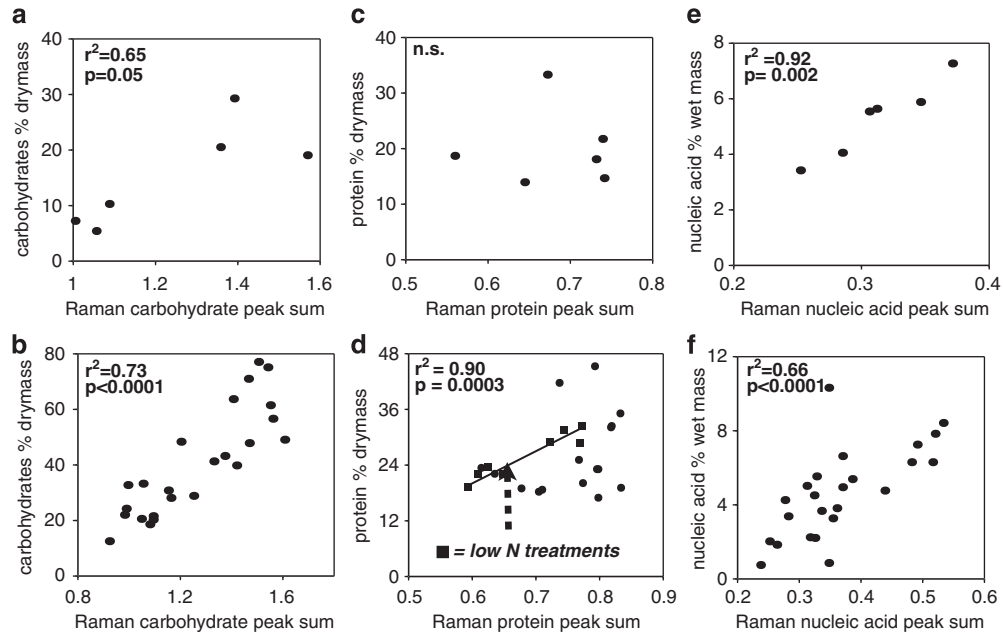 a
r²=0.65
p=0.05
carbohydrates % drymass
40
30
20
10
0
1
1.2
1.4
1.6
Raman carbohydrate peak sum
c
n.s.
protein % drymass
40
30
20
10
0
0.5
0.6
0.7
0.8
Raman protein peak sum
e
r² =0.92
p= 0.002
nucleic acid % wet mass
8
6
4
2
0
0.2
0.3
0.4
Raman nucleic acid peak sum
b
r²=0.73
p<0.0001
carbohydrates % drymass
80
60
40
20
0
0.8
1.2
1.6
Raman carbohydrate peak sum
d
r² = 0.90
p = 0.0003
protein % drymass
48
36
24
12
0
= low N treatments
0.5
0.6
0.7
0.8
0.9
Raman protein peak sum
f
r²=0.66
p<0.0001
nucleic acid % wet mass
12
8
4
0
0.2
0.3
0.4
0.5
0.6
Raman nucleic acid peak sum